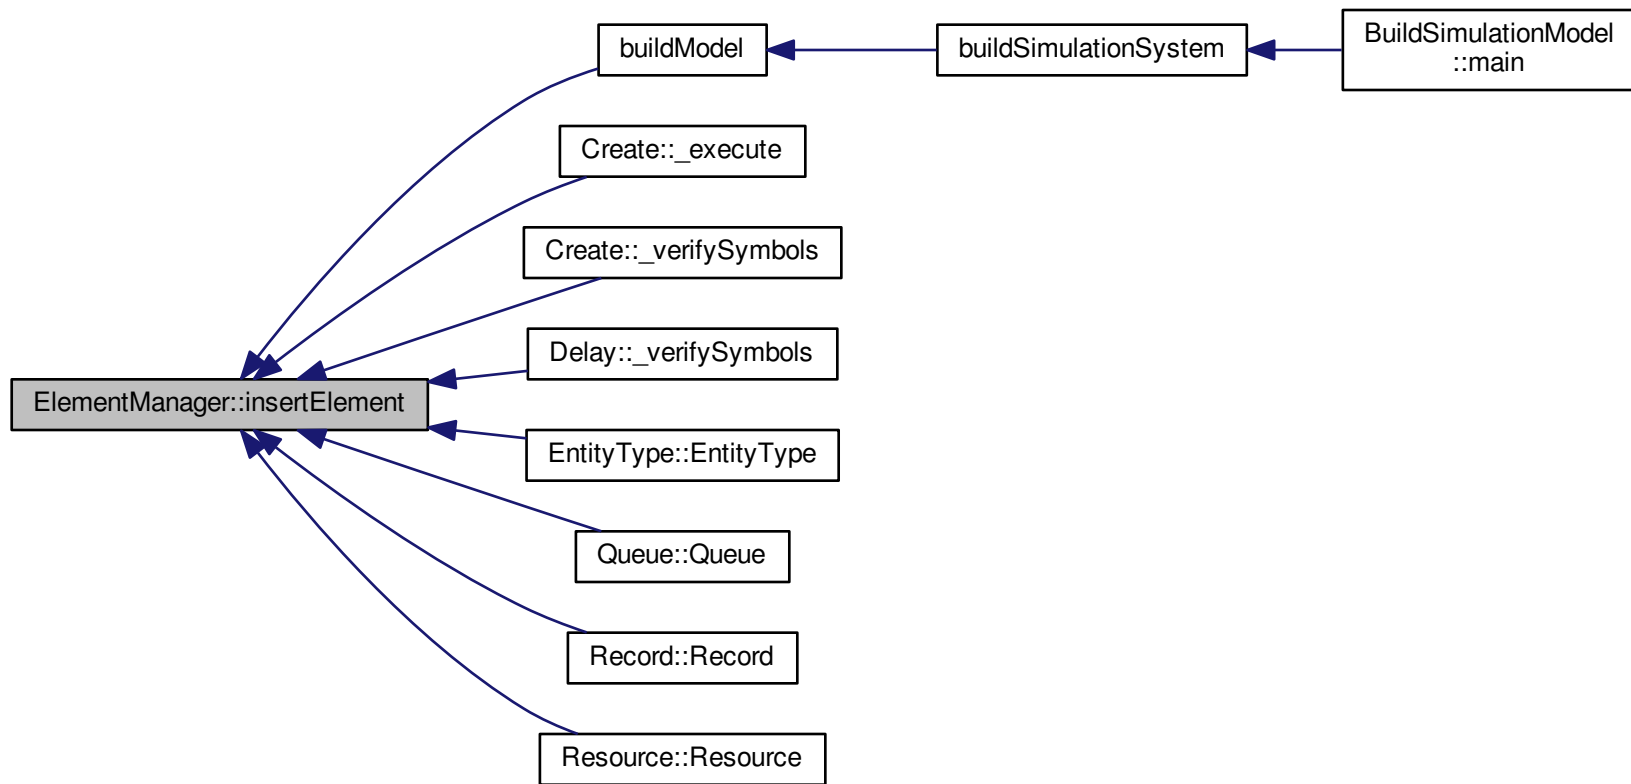 buildModel
buildSimulationSystem
BuildSimulationModel
::main
Create::_execute
Create::_verifySymbols
Delay::_verifySymbols
ElementManager::insertElement
EntityType::EntityType
Queue::Queue
Record::Record
Resource::Resource